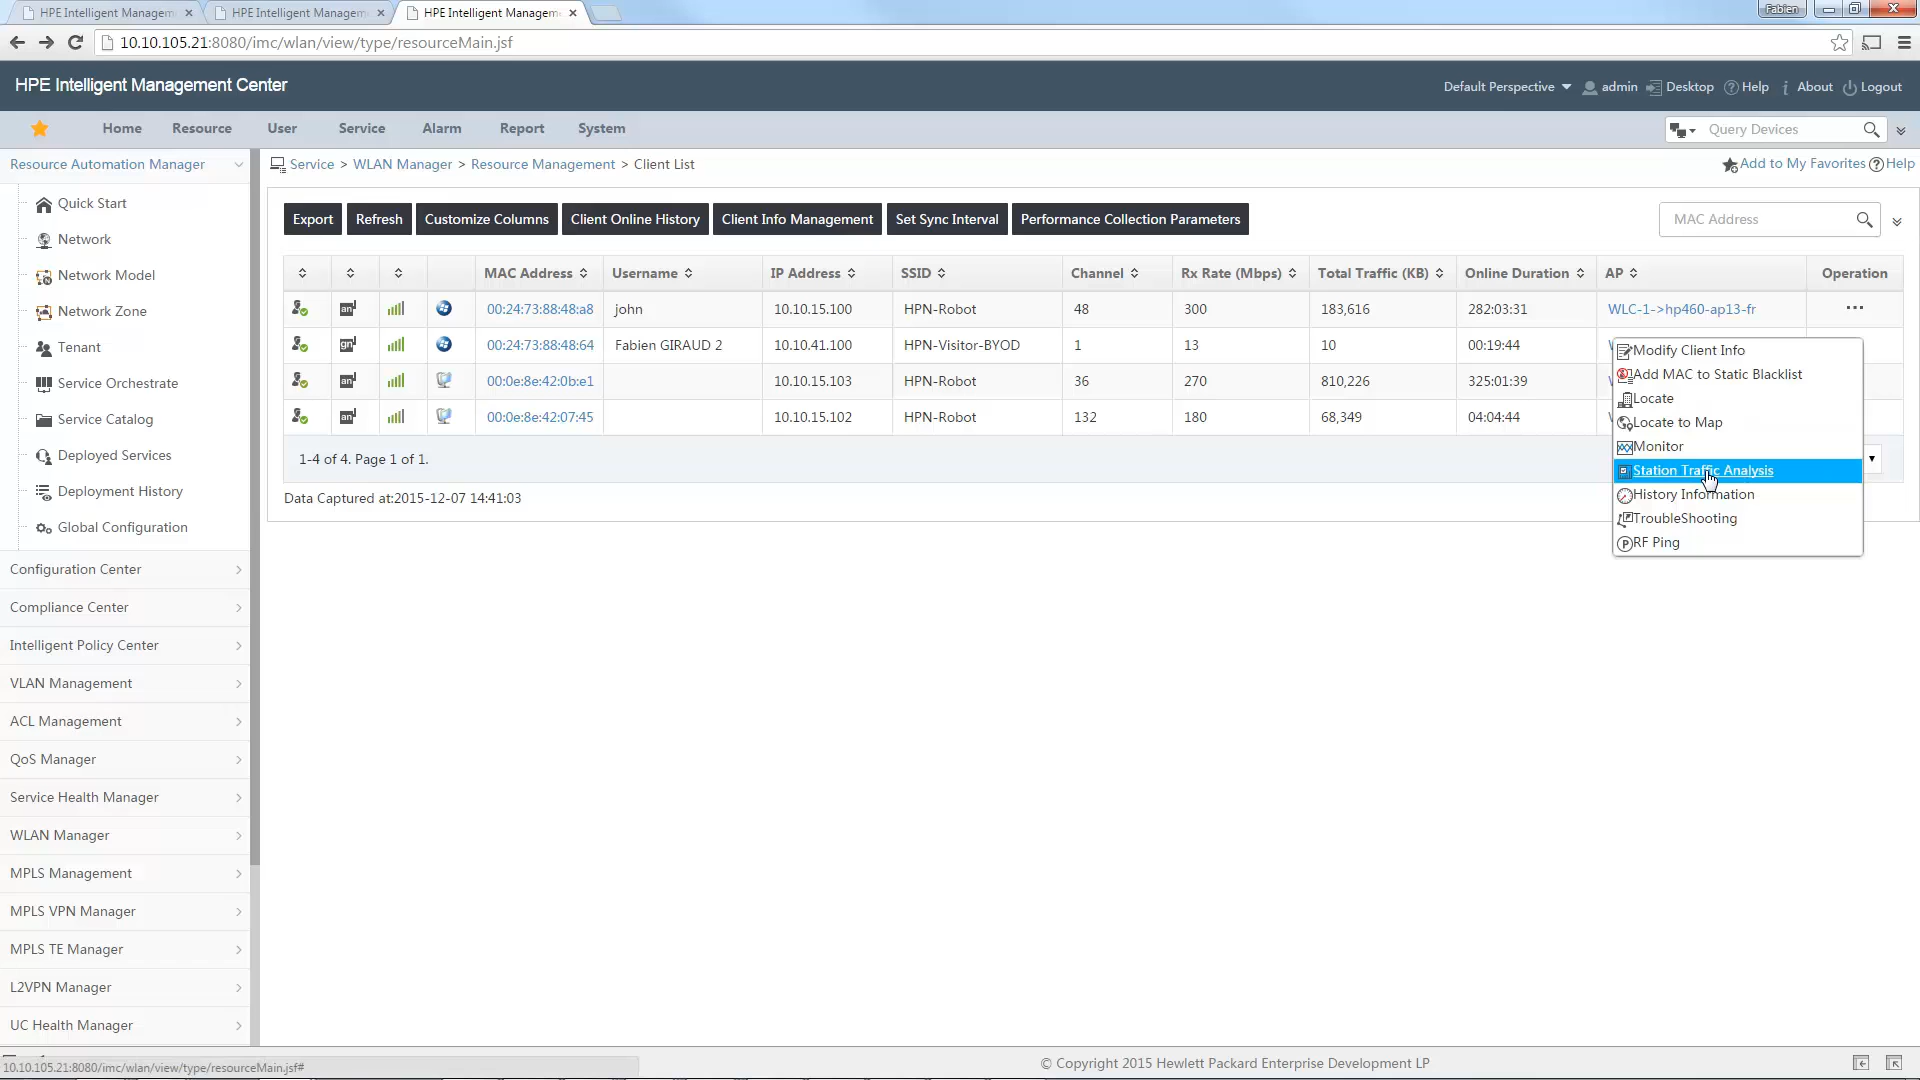 HPE Intelligent Managem
HPE Intelligent Managem
HPE Intelligent Managem
Fabien
10.10.105.21:8080/imc/wlan/view/type/resourceMain.jsf
HPE Intelligent Management Center
Default Perspective
admin
Desktop
Help
About
Logout
Home
Resource
User
Service
Alarm
Report
System
Query Devices
Resource Automation Manager
Quick Start
Network
Network Model
Network Zone
Tenant
Service Orchestrate
Service Catalog
Deployed Services
Deployment History
Global Configuration
Configuration Center
Compliance Center
Intelligent Policy Center
VLAN Management
ACL Management
QoS Manager
Service Health Manager
WLAN Manager
MPLS Management
MPLS VPN Manager
MPLS TE Manager
L2VPN Manager
UC Health Manager
Service > WLAN Manager > Resource Management > Client List
Add to My Favorites
Help
Export
Refresh
Customize Columns
Client Online History
Client Info Management
Set Sync Interval
Performance Collection Parameters
MAC Address
MAC Address Username IP Address SSID Channel Rx Rate (Mbps) Total Traffic (KB) Online Duration AP Operation
an 00:24:73:88:48:a8 john 10.10.15.100 HPN-Robot 48 300 183,616 282:03:31 WLC-1->hp460-ap13-fr ...
gn 00:24:73:88:48:64 Fabien GIRAUD 2 10.10.41.100 HPN-Visitor-BYOD 1 13 10 00:19:44
an 00:0e:8e:42:0b:e1 10.10.15.103 HPN-Robot 36 270 810,226 325:01:39
an 00:0e:8e:42:07:45 10.10.15.102 HPN-Robot 132 180 68,349 04:04:44
1-4 of 4. Page 1 of 1.
Data Captured at:2015-12-07 14:41:03
Modify Client Info
Add MAC to Static Blacklist
Locate
Locate to Map
Monitor
Station Traffic Analysis
History Information
TroubleShooting
RF Ping
10.10.105.21:8080/imc/wlan/view/type/resourceMain.jsf#
© Copyright 2015 Hewlett Packard Enterprise Development LP